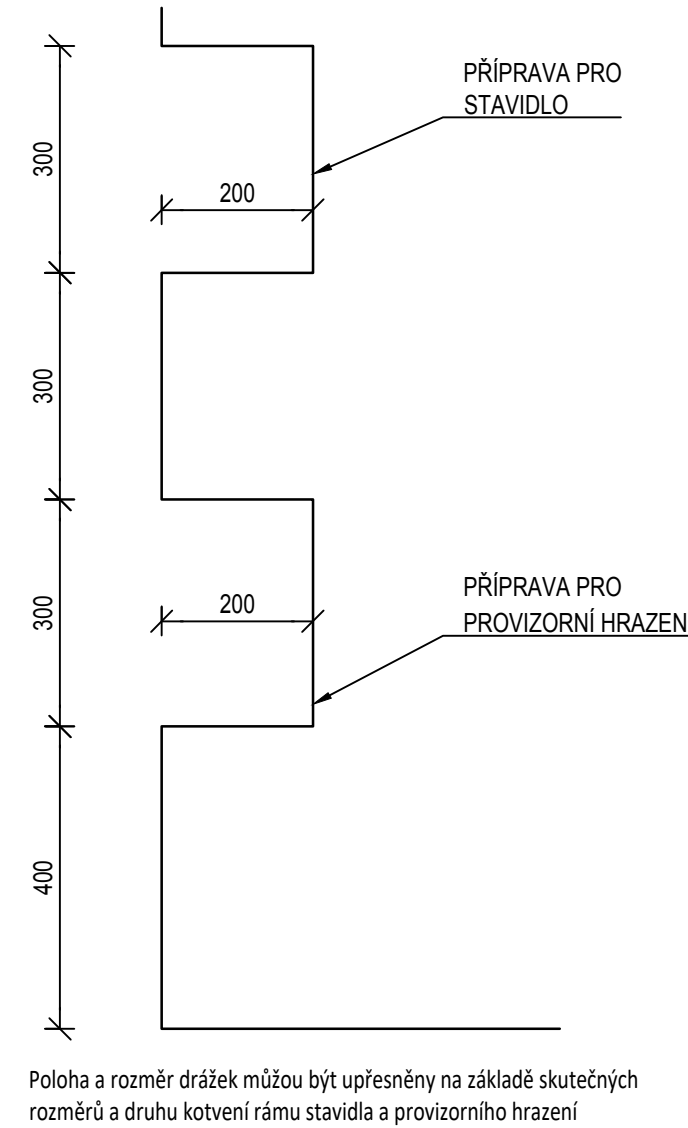 PŘÍPRAVA PRO
STAVIDLO
300
200
300
PŘÍPRAVA PRO
PROVIZORNÍ HRAZEN
300
200
400
Poloha a rozměr drážek můžou být upřesněny na základě skutečných
rozměrů a druhu kotvení rámu stavidla a provizorního hrazení